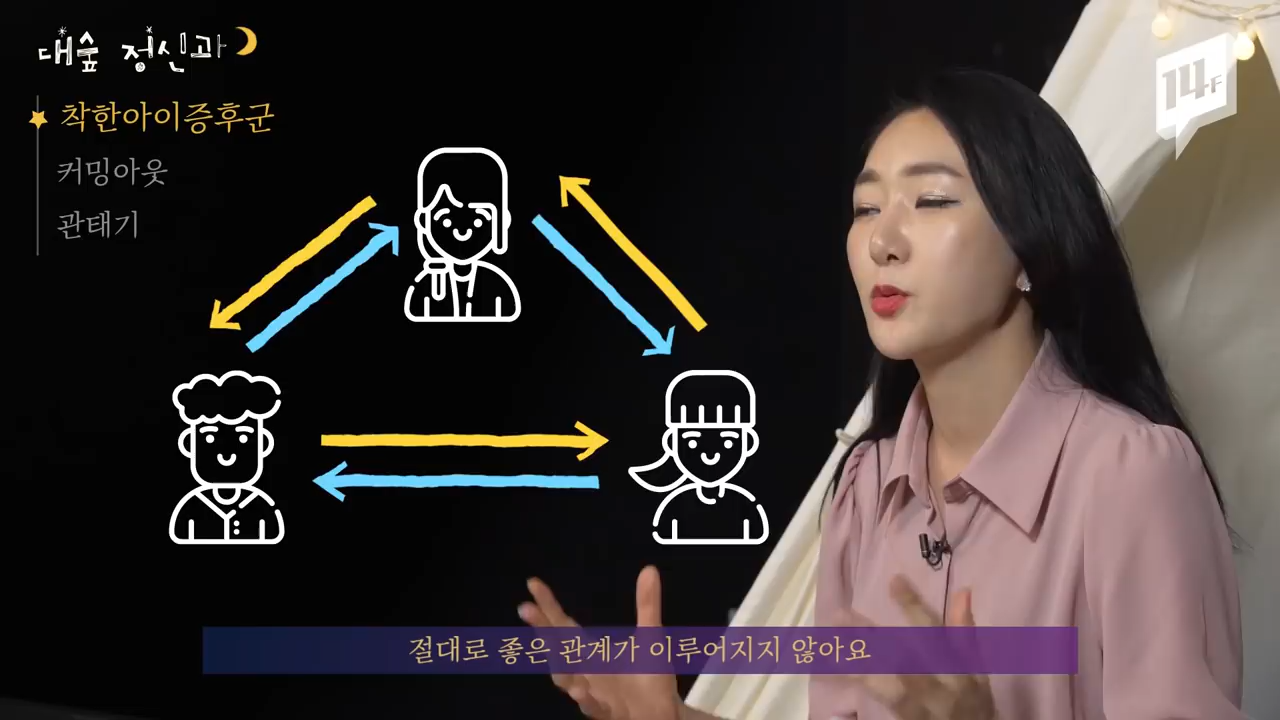 대숲 정신과
착한아이증후군
커밍아웃
관태기
14F
절대로 좋은 관계가 이루어지지 않아요